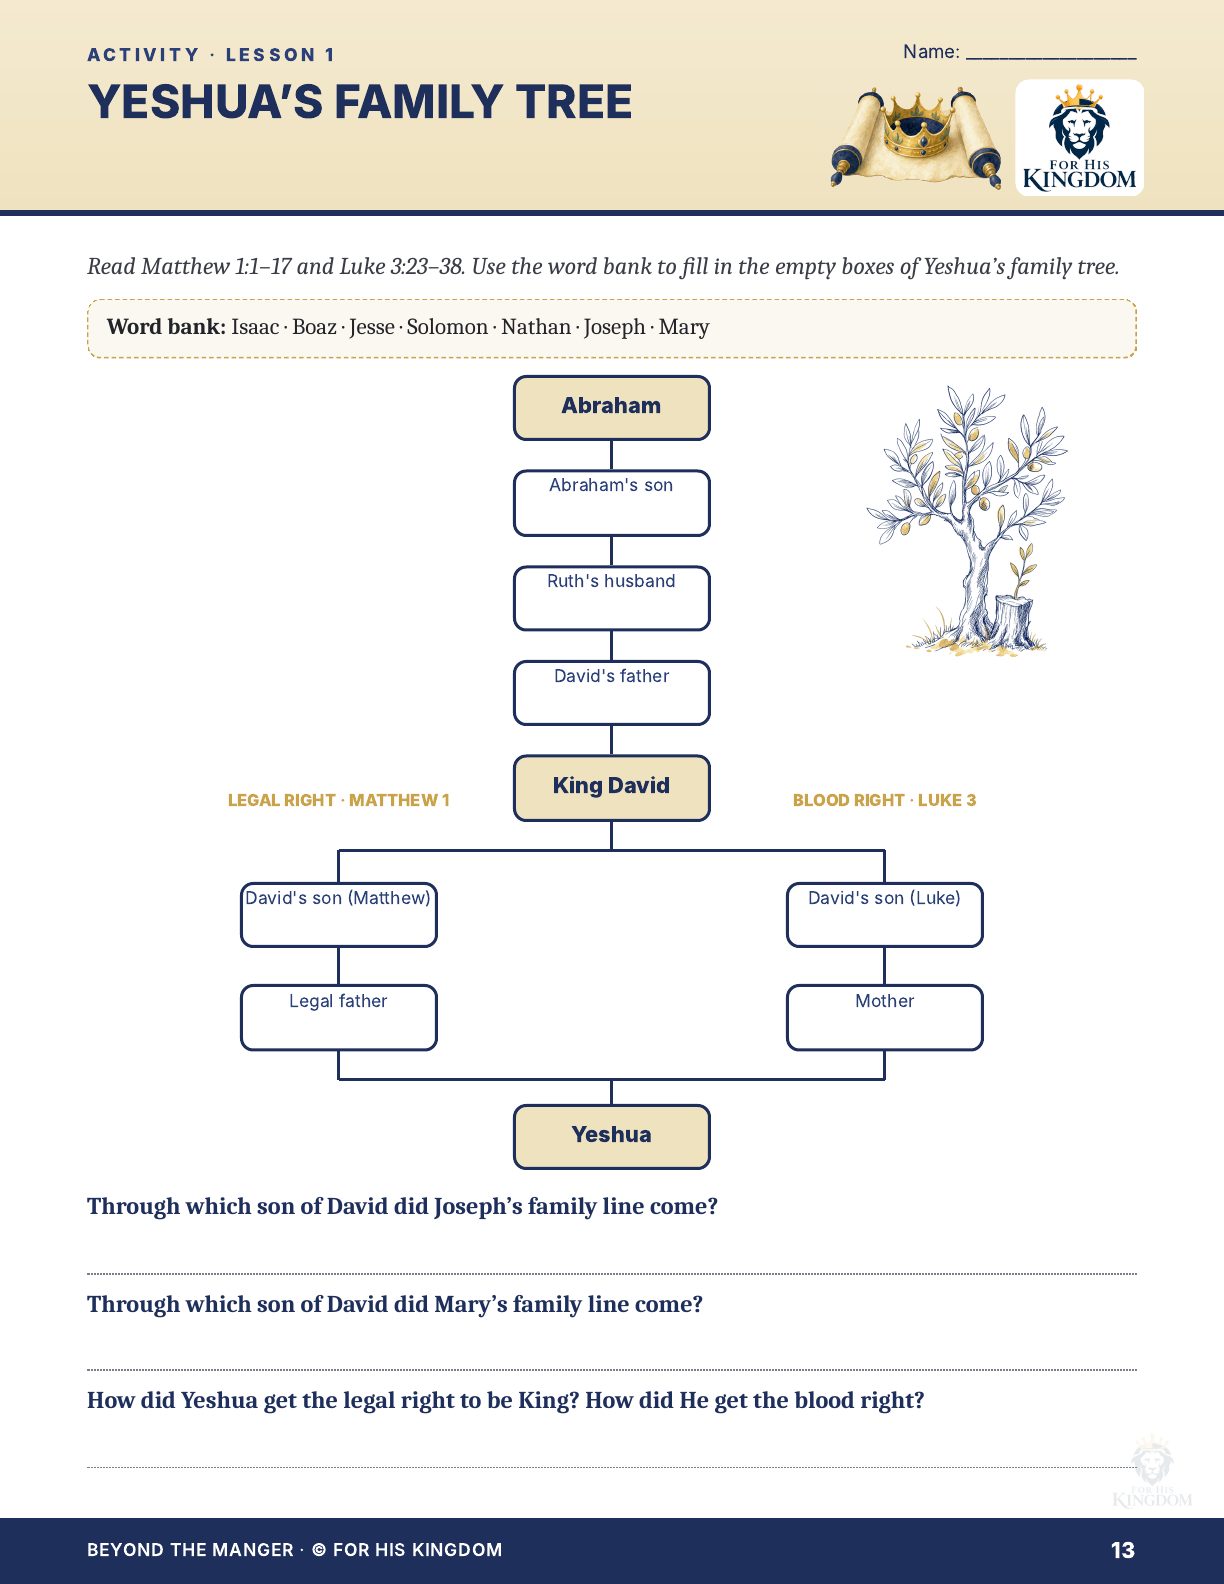 ACTIVITY · LESSON 1
YESHUA’S FAMILY TREE
Name: ___________________
FOR HIS
KINGDOM
Read Matthew 1:1–17 and Luke 3:23–38. Use the word bank to fill in the empty boxes of Yeshua’s family tree.
Word bank: Isaac · Boaz · Jesse · Solomon · Nathan · Joseph · Mary
Abraham
Abraham's son
Ruth's husband
David's father
King David
LEGAL RIGHT · MATTHEW 1
BLOOD RIGHT · LUKE 3
David's son (Matthew)
David's son (Luke)
Legal father
Mother
Yeshua
Through which son of David did Joseph’s family line come?
Through which son of David did Mary’s family line come?
How did Yeshua get the legal right to be King? How did He get the blood right?
FOR HIS
KINGDOM
BEYOND THE MANGER · © FOR HIS KINGDOM
13